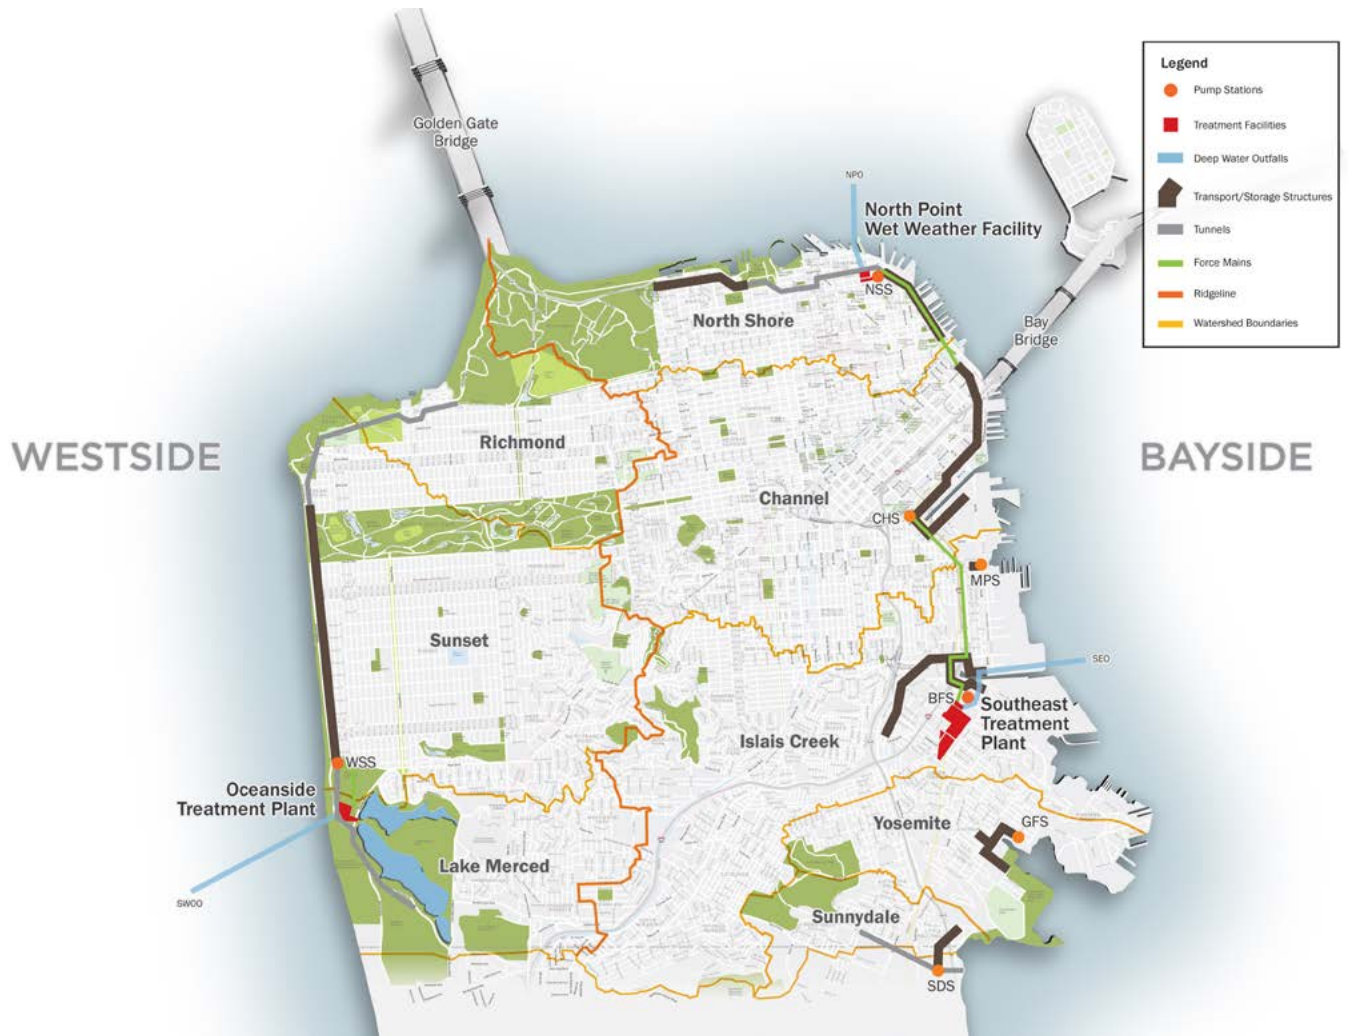 Legend
Pump Stations
Treatment Facilities
Deep Water Outfalls
Transport/Storage Structures
Tunnels
Force Mains
Ridgeline
Watershed Boundaries
Golden Gate
Bridge
NPO
North Point
Wet Weather Facility
NSS
North Shore
Bay
Bridge
WESTSIDE
Richmond
BAYSIDE
Channel
CHS
MPS
Sunset
SEO
BFS
Southeast
Treatment
Plant
Islais Creek
WSS
Oceanside
Treatment Plant
Yosemite
GFS
Lake Merced
SWOO
Sunnydale
SDS